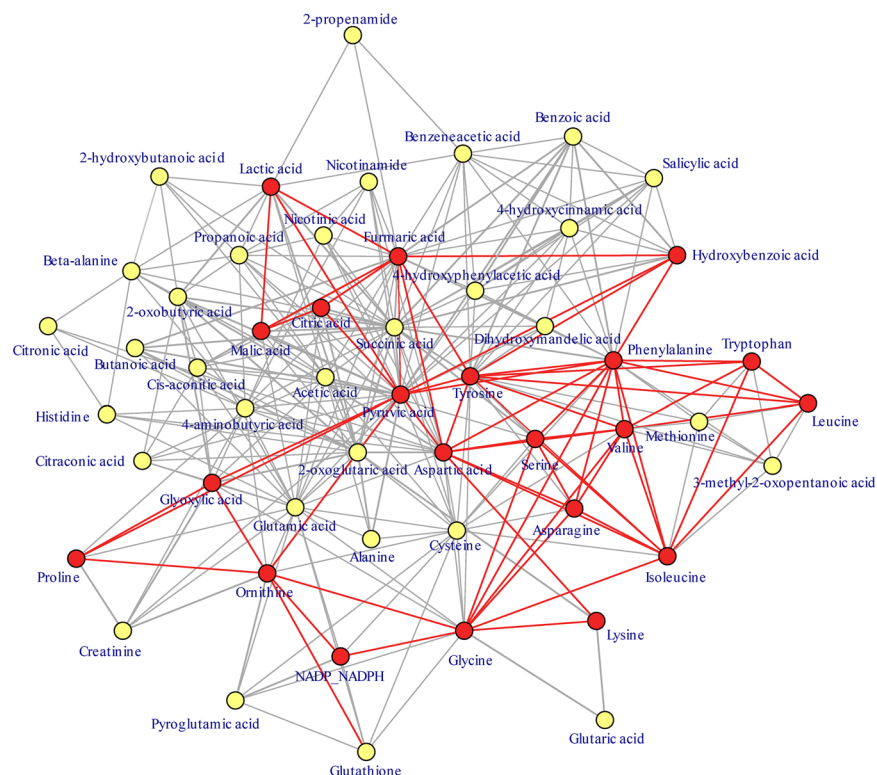 2-propenamide
Benzoic acid
Benzeneacetic acid
2-hydroxybutanoic acid
Lactic acid
Nicotinamide
Salicylic acid
4-hydroxycinnamic acid
Nicotinic acid
Propanoic acid
Furmaric acid
Hydroxybenzoic acid
Beta-alanine
4-hydroxyphenylacetic acid
2-oxobutyric acid
Citric acid
Succinic acid
Dihydroxymandelic acid
Citronic acid
Butanoic acid
Malic acid
Phenylalanine
Tryptophan
Cis-aconitic acid
Acetic acid
Pyruvic acid
Tyrosine
Histidine
4-aminobutyric acid
Leucine
Valine
Methionine
Citraconic acid
2-oxoglutaric acid
Aspartic acid
Serine
3-methyl-2-oxopentanoic acid
Glyoxylic acid
Glutamic acid
Alanine
Cysteine
Asparagine
Proline
Ornithine
Isoleucine
Creatinine
Glycine
Lysine
NADP_NADPH
Pyroglutamic acid
Glutaric acid
Glutathione